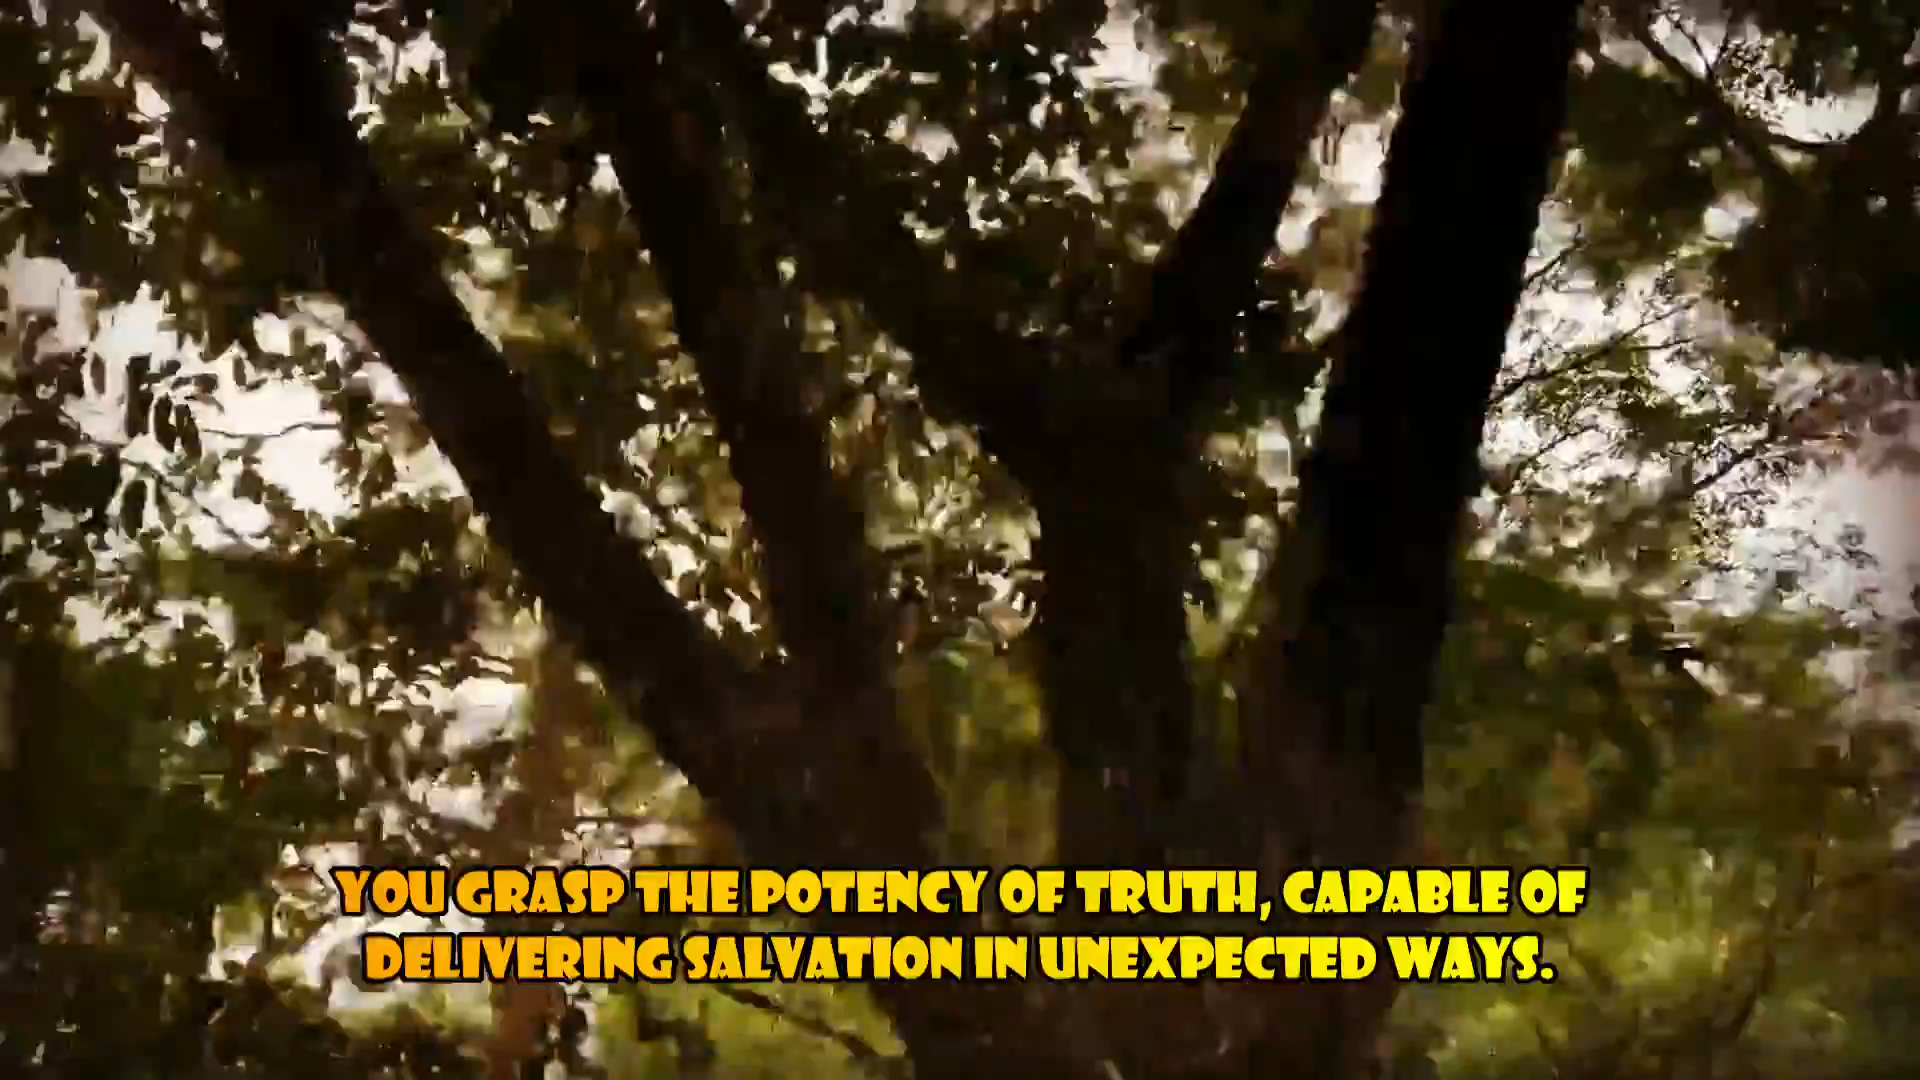 YOU GRASP THE POTENCY OF TRUTH, CAPABLE OF
DELIVERING SALVATION IN UNEXPECTED WAYS.